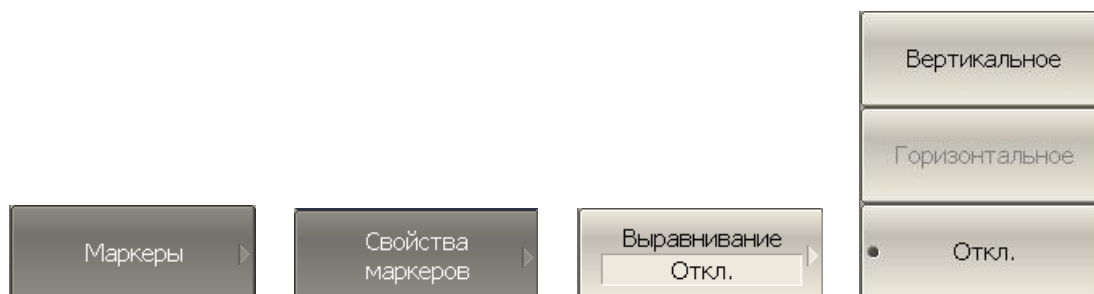 Вертикальное
Горизонтальное
Маркеры
Свойства
маркеров
Выравнивание
Откл.
Откл.